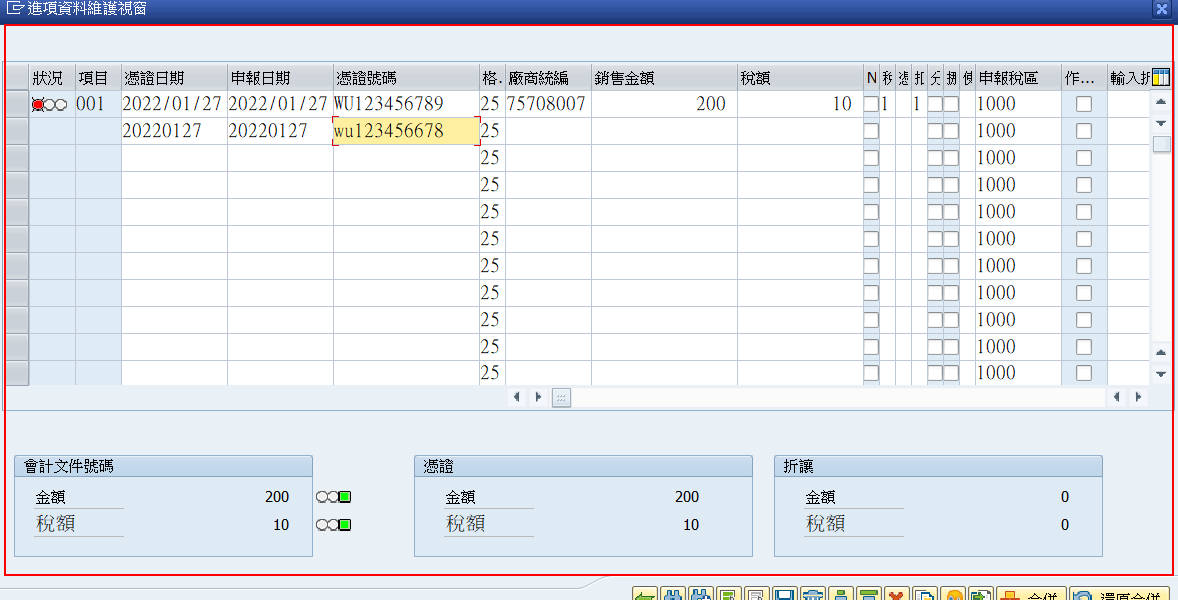 進項資料維護視窗
狀況 項目 憑證日期 申報日期 憑證號碼 格. 廠商統編 銷售金額 稅額 N 稅 憑 扣 分 捆 使 申報稅區 作... 輸入折
001 2022/01/27 2022/01/27 WU123456789 25 75708007 200 10 1 1 1000
20220127 20220127 wu123456678 25 1000
25 1000
25 1000
25 1000
25 1000
25 1000
25 1000
25 1000
25 1000
25 1000
會計文件號碼 憑證 折讓
金額 200 金額 200 金額 0
稅額 10 稅額 10 稅額 0
合併 還原合併